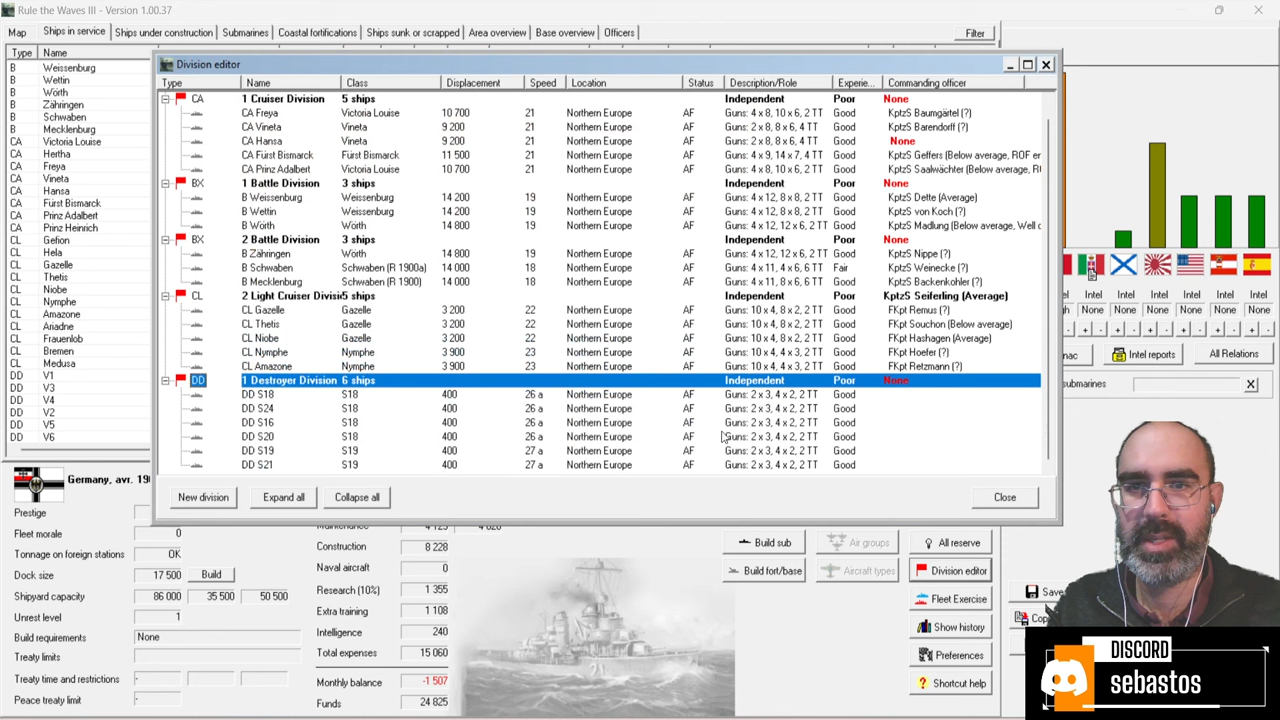 Rule the Waves III - Version 1.00.37
Map Ships in service Ships under construction Submarines Coastal fortifications Ships sunk or scrapped Area overview Base overview Officers Filter
Type Name
B Weissenburg
B Wettin
B Wörth
B Zähringen
B Schwaben
B Mecklenburg
CA Victoria Louise
CA Hertha
CA Freya
CA Vineta
CA Hansa
CA Fürst Bismarck
CA Prinz Adalbert
CA Prinz Heinrich
CL Gefion
CL Hela
CL Gazelle
CL Thetis
CL Niobe
CL Nymphe
CL Amazone
CL Ariadne
CL Frauenlob
CL Bremen
CL Medusa
DD V1
DD V3
DD V4
DD V2
DD V5
DD V6
Division editor
Type Name Class Displacement Speed Location Status Description/Role Experie... Commanding officer
CA 1 Cruiser Division 5 ships Independent Poor None
CA Freya Victoria Louise 10 700 21 Northern Europe AF Guns: 4 x 8, 10 x 6, 2 TT Good KptzS Baumgärtel (?)
CA Vineta Vineta 9 200 21 Northern Europe AF Guns: 2 x 8, 8 x 6, 4 TT Good KptzS Barendorff (?)
CA Hansa Vineta 9 200 21 Northern Europe AF Guns: 2 x 8, 8 x 6, 4 TT Good None
CA Fürst Bismarck Fürst Bismarck 11 500 21 Northern Europe AF Guns: 4 x 9, 14 x 7, 4 TT Good KptzS Geffers (Below average, ROF er
CA Prinz Adalbert Victoria Louise 10 700 21 Northern Europe AF Guns: 4 x 8, 10 x 6, 2 TT Good KptzS Saalwächter (Below average, R
BX 1 Battle Division 3 ships Independent Poor None
B Weissenburg Weissenburg 14 200 19 Northern Europe AF Guns: 4 x 12, 8 x 8, 2 TT Good KptzS Dette (Average)
B Wettin Weissenburg 14 200 19 Northern Europe AF Guns: 4 x 12, 8 x 8, 2 TT Good KptzS von Koch (?)
B Wörth Wörth 14 800 19 Northern Europe AF Guns: 4 x 12, 12 x 6, 2 TT Good KptzS Madlung (Below average, Well c
BX 2 Battle Division 3 ships Independent Poor None
B Zähringen Wörth 14 800 19 Northern Europe AF Guns: 4 x 12, 12 x 6, 2 TT Good KptzS Nippe (?)
B Schwaben Schwaben (R 1900a) 14 000 18 Northern Europe AF Guns: 4 x 11, 4 x 6, 6 TT Fair KptzS Weinecke (?)
B Mecklenburg Schwaben (R 1900) 14 000 18 Northern Europe AF Guns: 4 x 11, 4 x 6, 6 TT Good KptzS Backenkohler (?)
CL 2 Light Cruiser Divisi 5 ships Independent Poor KptzS Seiferling (Average)
CL Gazelle Gazelle 3 200 22 Northern Europe AF Guns: 10 x 4, 8 x 2, 2 TT Good FKpt Remus (?)
CL Thetis Gazelle 3 200 22 Northern Europe AF Guns: 10 x 4, 8 x 2, 2 TT Good FKpt Souchon (Below average)
CL Niobe Gazelle 3 200 22 Northern Europe AF Guns: 10 x 4, 8 x 2, 2 TT Good FKpt Hashagen (Average)
CL Nymphe Nymphe 3 900 23 Northern Europe AF Guns: 10 x 4, 4 x 3, 2 TT Good FKpt Hoefer (?)
CL Amazone Nymphe 3 900 23 Northern Europe AF Guns: 10 x 4, 4 x 3, 2 TT Good FKpt Retzmann (?)
DD 1 Destroyer Division 6 ships Independent Poor None
DD S18 S18 400 26 a Northern Europe AF Guns: 2 x 3, 4 x 2, 2 TT Good
DD S24 S18 400 26 a Northern Europe AF Guns: 2 x 3, 4 x 2, 2 TT Good
DD S16 S18 400 26 a Northern Europe AF Guns: 2 x 3, 4 x 2, 2 TT Good
DD S20 S18 400 26 a Northern Europe AF Guns: 2 x 3, 4 x 2, 2 TT Good
DD S19 S19 400 27 a Northern Europe AF Guns: 2 x 3, 4 x 2, 2 TT Good
DD S21 S19 400 27 a Northern Europe AF Guns: 2 x 3, 4 x 2, 2 TT Good
New division Expand all Collapse all Close
Intel Intel Intel Intel Intel
None None None None None None
- + - + - + - + - +
Intel reports All Relations
submarines X
Germany, avr. 19
Prestige
Fleet morale 0
Tonnage on foreign stations OK
Dock size 17 500 Build
Shipyard capacity 86 000 35 500 50 500
Unrest level 1
Build requirements None
Treaty limits
Treaty time and restrictions
Peace treaty limit
Construction 8 228
Naval aircraft 0
Research (10%) 1 355
Extra training 1 108
Intelligence 240
Total expenses 15 060
Monthly balance -1 507
Funds 24 825
Build sub Air groups All reserve
Build fort/base Aircraft types Division editor
Fleet Exercise
Show history
Preferences
Shortcut help
Save
Cop
DISCORD
sebastos